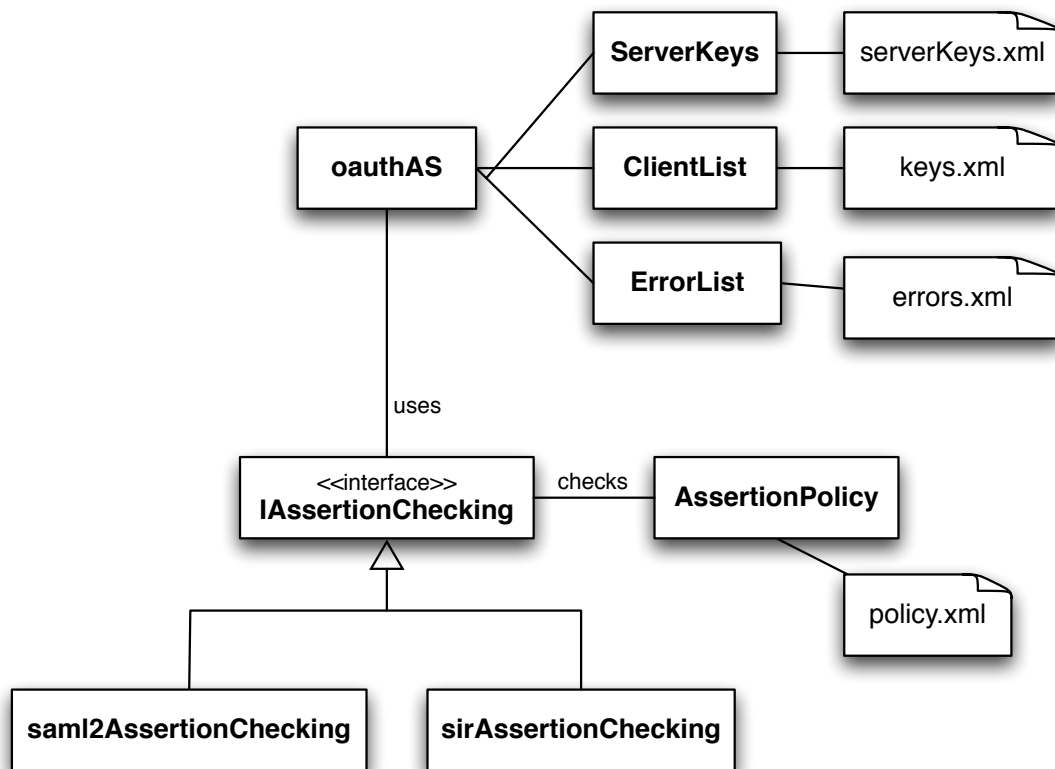 ServerKeys
serverKeys.xml
oauthAS
ClientList
keys.xml
ErrorList
errors.xml
uses
<<interface>>
IAssertionChecking
checks
AssertionPolicy
policy.xml
saml2AssertionChecking
sirAssertionChecking